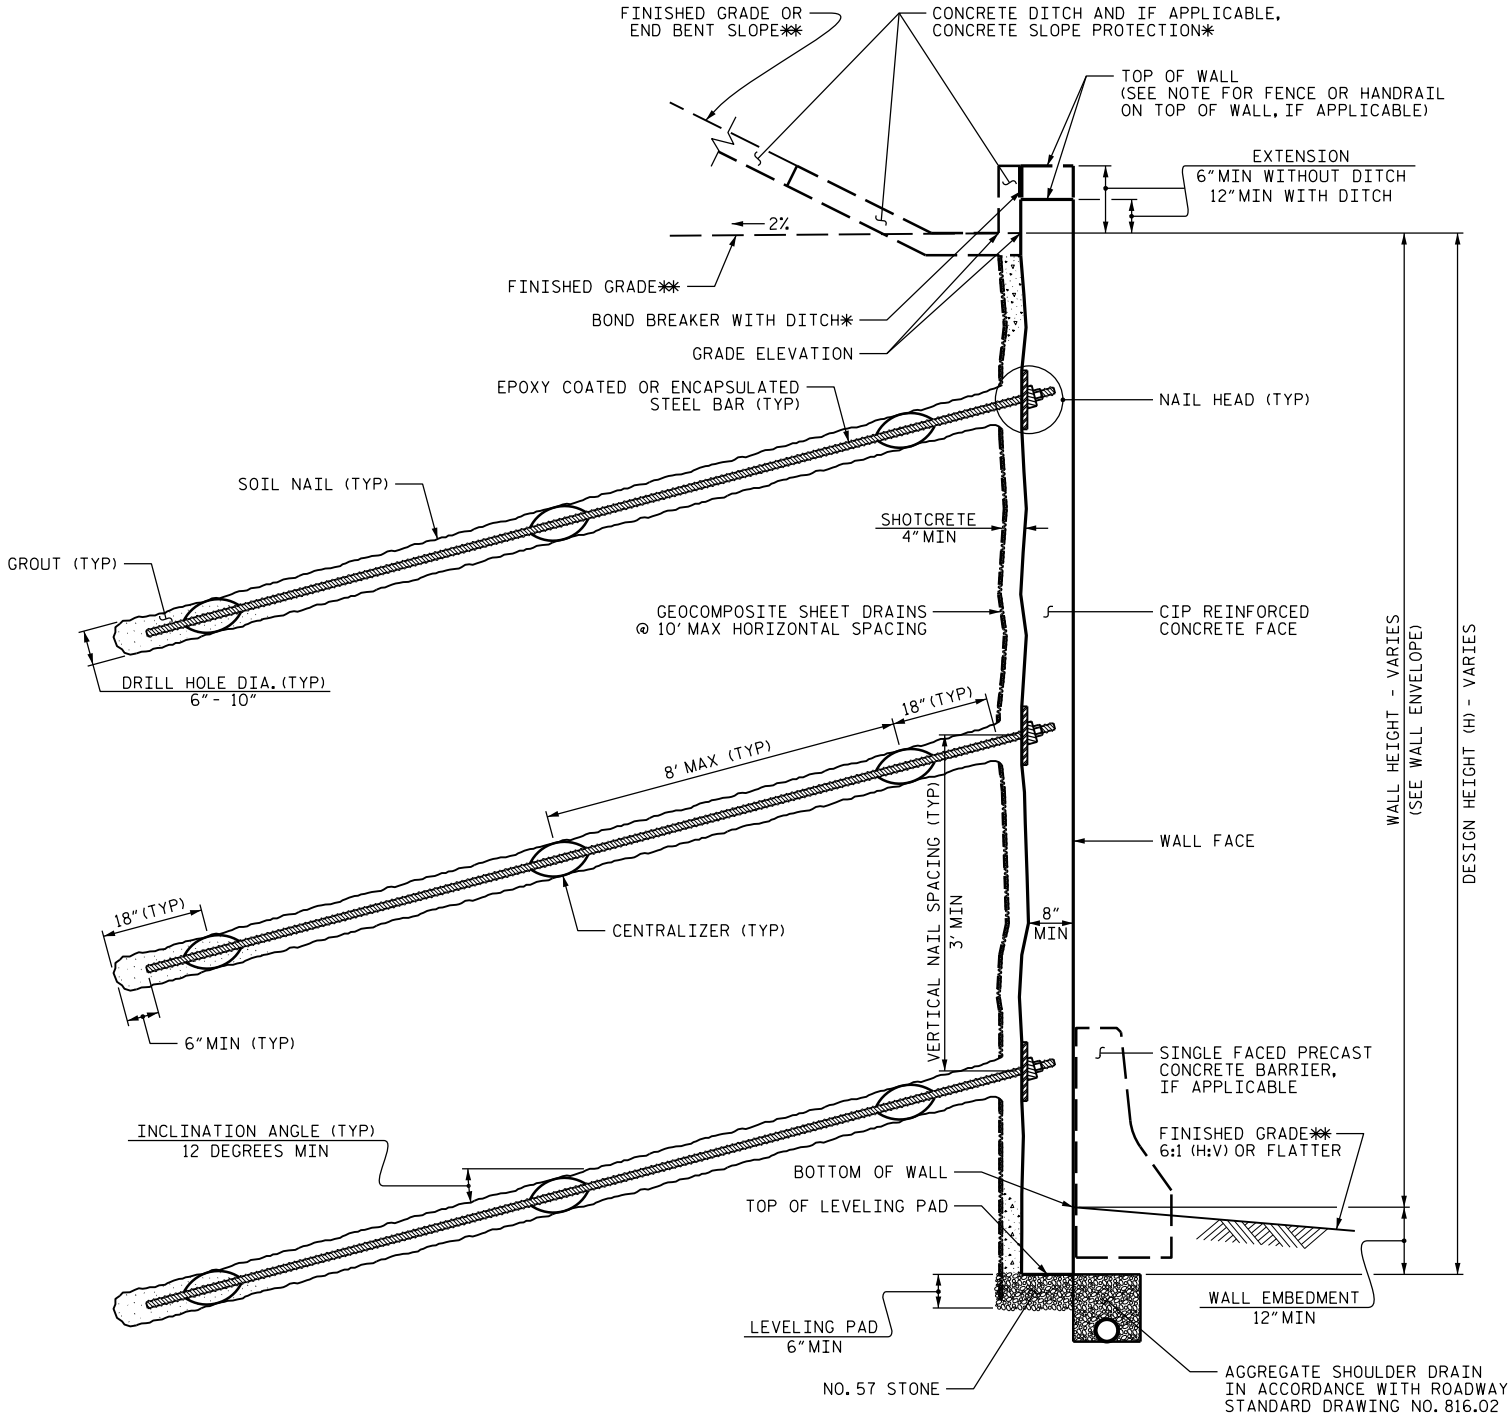 FINISHED GRADE OR
END BENT SLOPE**
CONCRETE DITCH AND IF APPLICABLE,
CONCRETE SLOPE PROTECTION*
TOP OF WALL
(SEE NOTE FOR FENCE OR HANDRAIL
ON TOP OF WALL, IF APPLICABLE)
EXTENSION
6" MIN WITHOUT DITCH
12" MIN WITH DITCH
2%
FINISHED GRADE**
BOND BREAKER WITH DITCH*
GRADE ELEVATION
EPOXY COATED OR ENCAPSULATED
STEEL BAR (TYP)
NAIL HEAD (TYP)
SOIL NAIL (TYP)
SHOTCRETE
4" MIN
GROUT (TYP)
GEOCOMPOSITE SHEET DRAINS
@ 10' MAX HORIZONTAL SPACING
CIP REINFORCED
CONCRETE FACE
DRILL HOLE DIA. (TYP)
6" - 10"
WALL HEIGHT - VARIES
(SEE WALL ENVELOPE)
DESIGN HEIGHT (H) - VARIES
18" (TYP)
8' MAX (TYP)
VERTICAL NAIL SPACING (TYP)
3' MIN
WALL FACE
18" (TYP)
CENTRALIZER (TYP)
8"
MIN
6" MIN (TYP)
SINGLE FACED PRECAST
CONCRETE BARRIER,
IF APPLICABLE
INCLINATION ANGLE (TYP)
12 DEGREES MIN
FINISHED GRADE**
6:1 (H:V) OR FLATTER
BOTTOM OF WALL
TOP OF LEVELING PAD
WALL EMBEDMENT
12" MIN
LEVELING PAD
6" MIN
NO. 57 STONE
AGGREGATE SHOULDER DRAIN
IN ACCORDANCE WITH ROADWAY
STANDARD DRAWING NO. 816.02